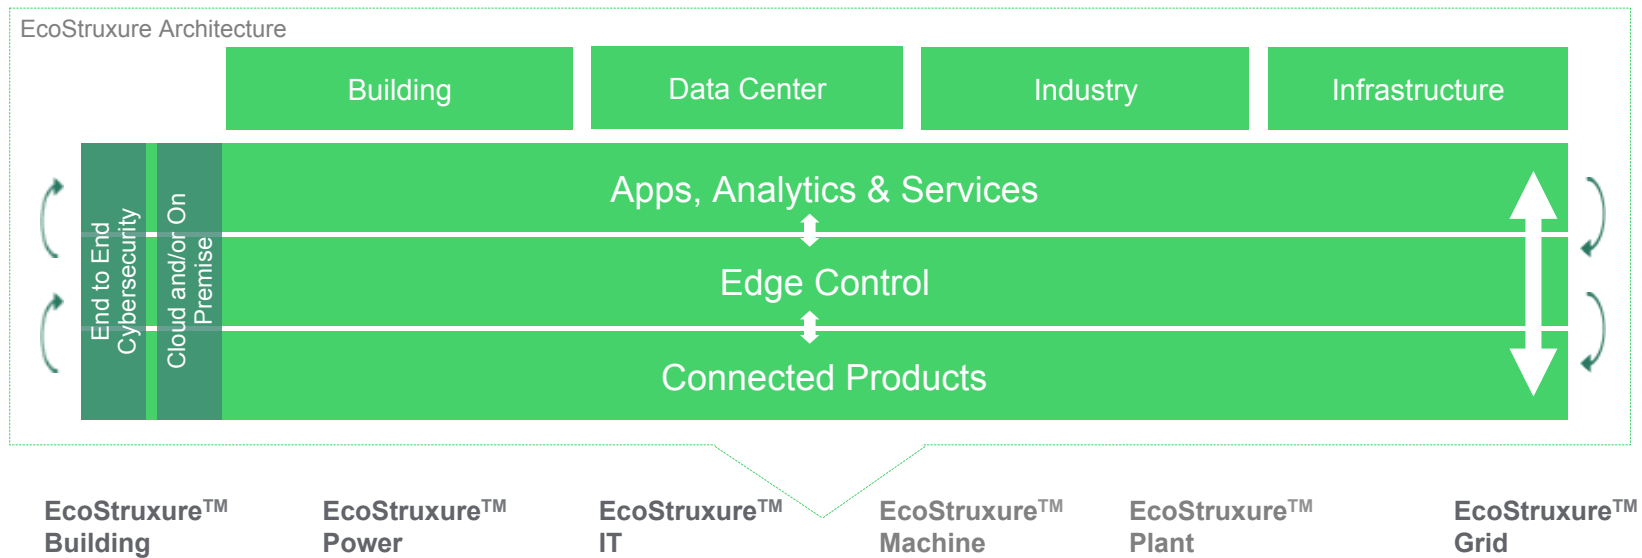 EcoStruxure Architecture
Building
Data Center
Industry
Infrastructure
End to End
Cybersecurity
Cloud and/or On
Premise
Apps, Analytics & Services
Edge Control
Connected Products
EcoStruxure™
Building
EcoStruxure™
Power
EcoStruxure™
IT
EcoStruxure™
Machine
EcoStruxure™
Plant
EcoStruxure™
Grid